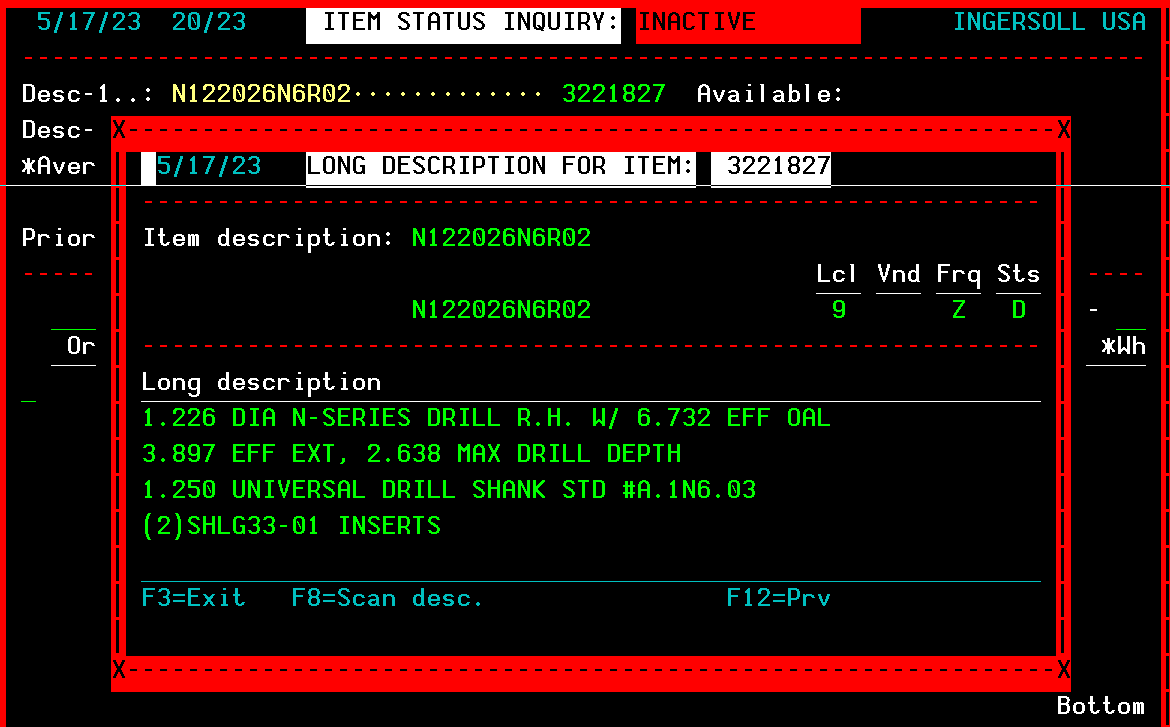 5/17/23 20/23 ITEM STATUS INQUIRY: INACTIVE INGERSOLL USA
Desc-1..: N122026N6R02············· 3221827 Available:
Desc- X X
*Aver 5/17/23 LONG DESCRIPTION FOR ITEM: 3221827
Prior Item description: N122026N6R02
Lcl Vnd Frq Sts
N122026N6R02 9 Z D -
Or *Wh
Long description
1.226 DIA N-SERIES DRILL R.H. W/ 6.732 EFF OAL
3.897 EFF EXT, 2.638 MAX DRILL DEPTH
1.250 UNIVERSAL DRILL SHANK STD #A.1N6.03
(2)SHLG33-01 INSERTS
F3=Exit F8=Scan desc. F12=Prv
X X
Bottom